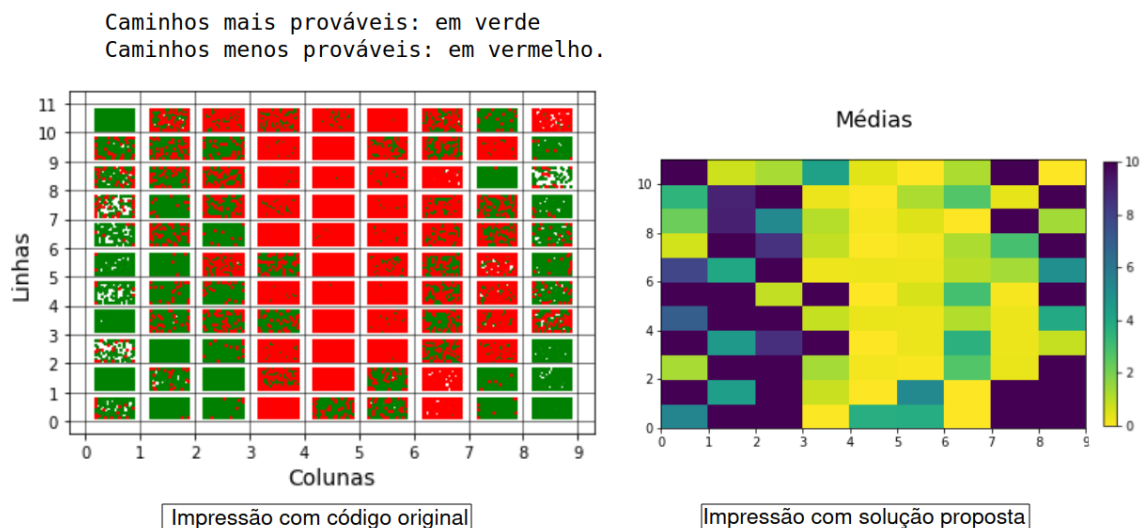 Caminhos mais prováveis: em verde
Caminhos menos prováveis: em vermelho.
11
10
9
8
7
6
5
4
3
2
1
0
Linhas
0 1 2 3 4 5 6 7 8 9
Colunas
Impressão com código original
Médias
10
8
6
4
2
0
0 1 2 3 4 5 6 7 8 9
10
8
6
4
2
0
Impressão com solução proposta